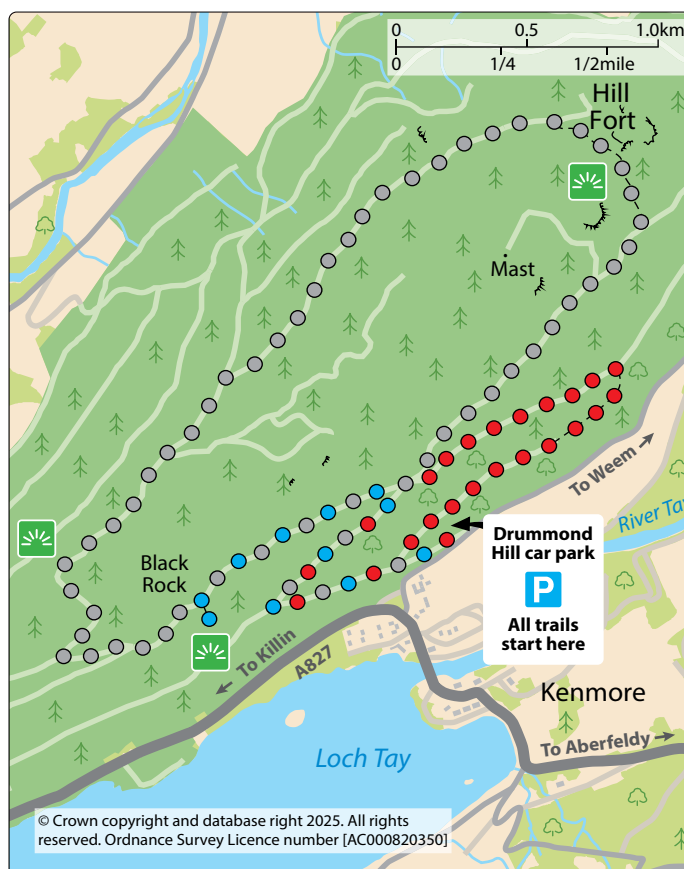 0 0.5 1.0km
0 1/4 1/2mile
Hill
Fort
Mast
To Weem
River Tay
Drummond
Hill car park
P
All trails
start here
Black
Rock
To Killin
A827
Kenmore
To Aberfeldy
Loch Tay
© Crown copyright and database right 2025. All rights
reserved. Ordnance Survey Licence number [AC000820350]